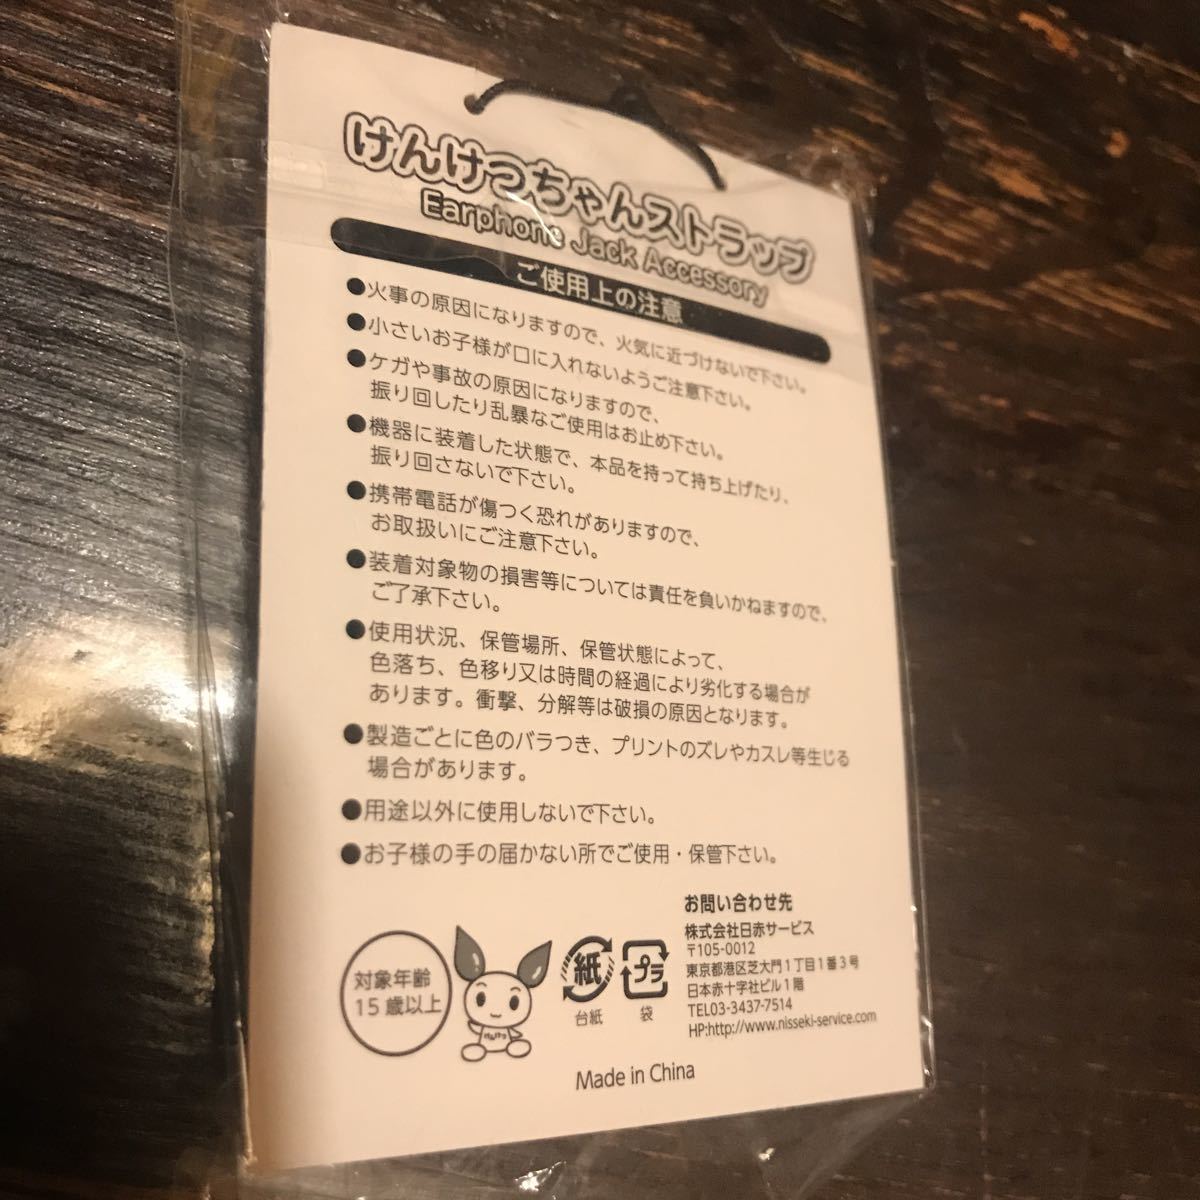 けんけつちゃんストラップ
Earphone Jack Accessory
ご使用上の注意
●火事の原因になりますので、火気に近づけないで下さい。
●小さいお子様が口に入れないようご注意下さい。
●ケガや事故の原因になりますので、
振り回したり乱暴なご使用はお止め下さい。
●機器に装着した状態で、本品を持って持ち上げたり、
振り回さないで下さい。
●携帯電話が傷つく恐れがありますので、
お取扱いにご注意下さい。
●装着対象物の損害等については責任を負いかねますので、
ご了承下さい。
●使用状況、保管場所、保管状態によって、
色落ち、色移り又は時間の経過により劣化する場合が
あります。衝撃、分解等は破損の原因となります。
●製造ごとに色のバラつき、プリントのズレやカスレ等生じる
場合があります。
●用途以外に使用しないで下さい。
●お子様の手の届かない所でご使用・保管下さい。
対象年齢
15歳以上
けんけつ
紙
台紙
プラ
袋
お問い合わせ先
株式会社日赤サービス
〒105-0012
東京都港区芝大門1丁目1番3号
日本赤十字社ビル1階
TEL03-3437-7514
HP:http://www.nisseki-service.com
Made in China